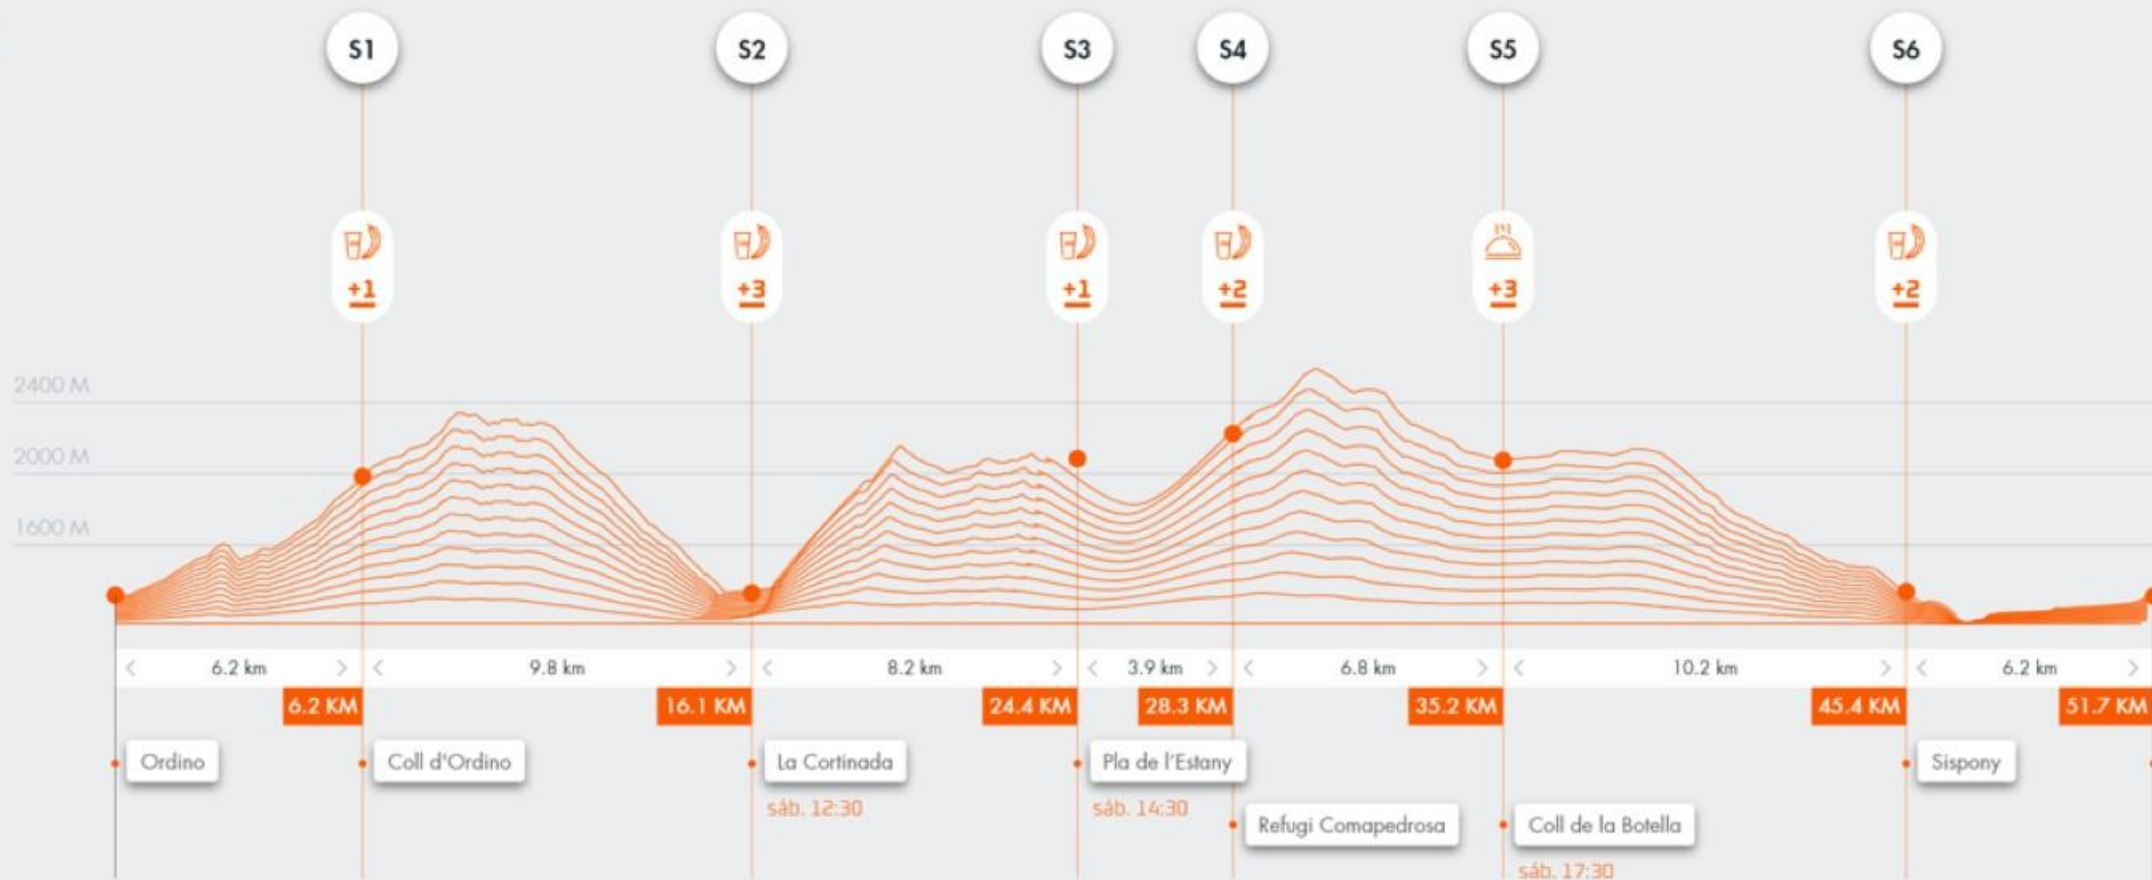 S1 S2 S3 S4 S5 S6
+1 +3 +1 +2 +3 +2
2400 M
2000 M
1600 M
6.2 km 9.8 km 8.2 km 3.9 km 6.8 km 10.2 km 6.2 km
6.2 KM 16.1 KM 24.4 KM 28.3 KM 35.2 KM 45.4 KM 51.7 KM
Ordino Coll d'Ordino La Cortinada Pla de l'Estany Sispony
sáb. 12:30 sáb. 14:30
Refugi Comapedrosa Coll de la Botella
sáb. 17:30